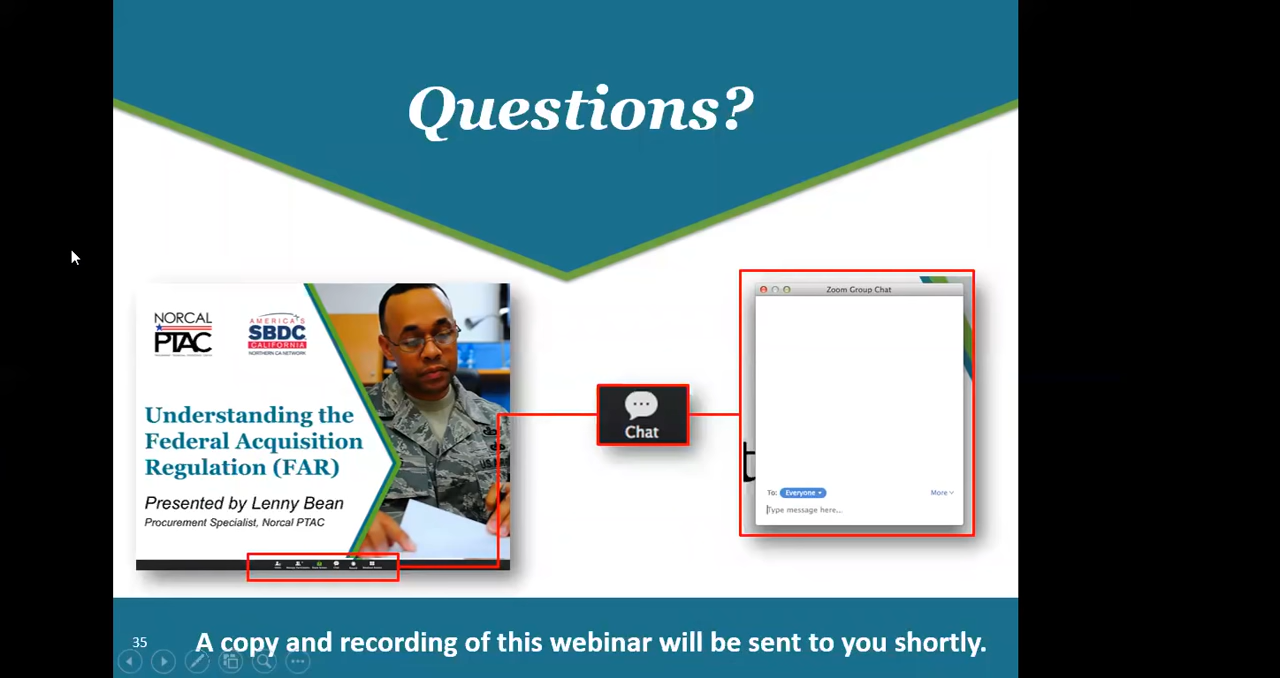 Questions?
NORCAL
PTAC
AMERICA'S
SBDC
CALIFORNIA
NORTHERN CA NETWORK
Understanding the
Federal Acquisition
Regulation (FAR)
Presented by Lenny Bean
Procurement Specialist, Norcal PTAC
Chat
Zoom Group Chat
To: Everyone
More
Type message here...
35
A copy and recording of this webinar will be sent to you shortly.